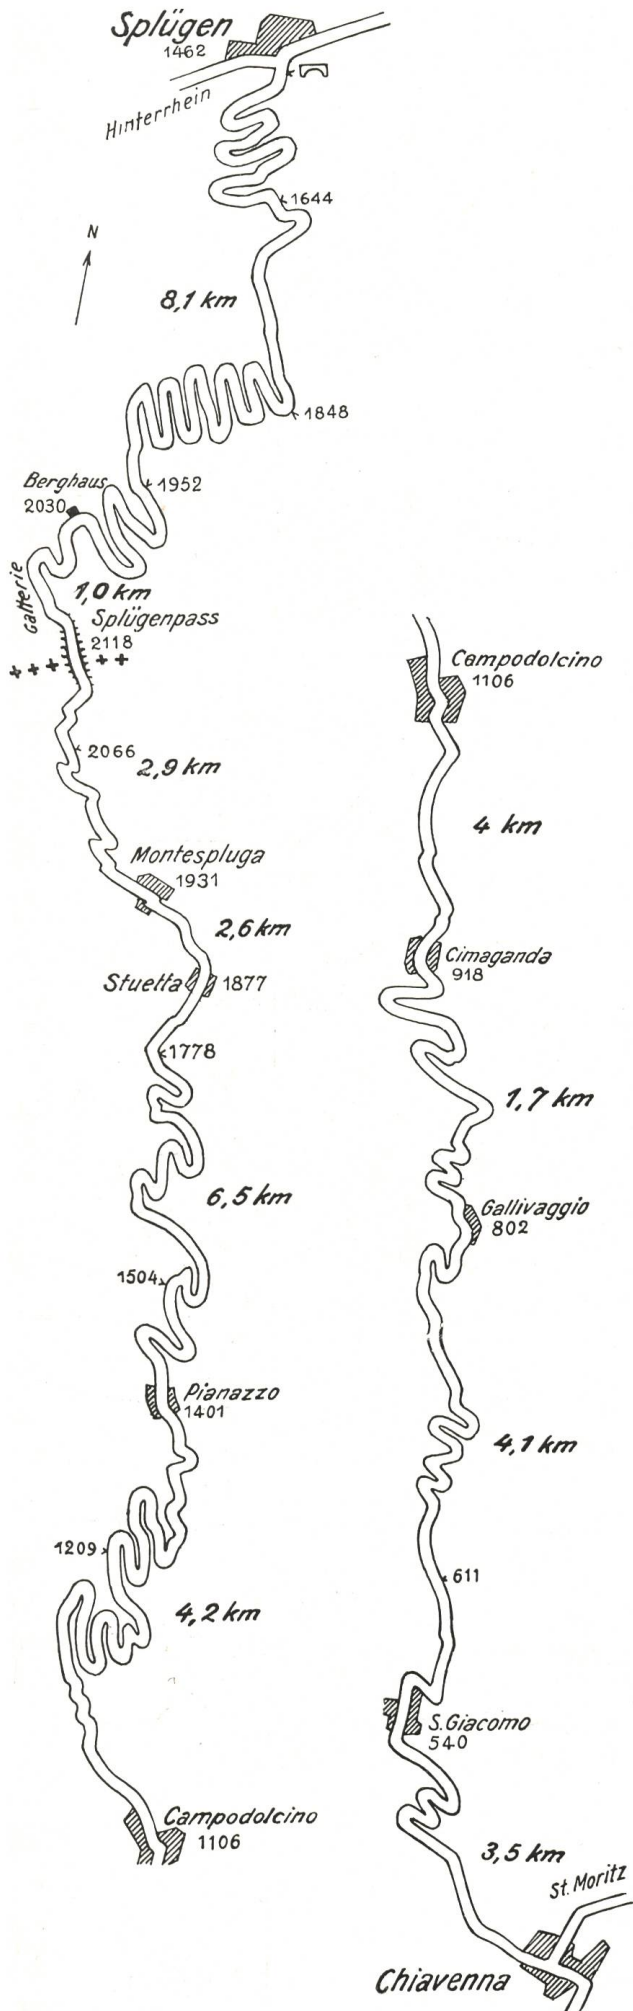 Splügen
1462
Hinterrhein
1644
N
8,1 km
1848
1952
Berghaus
2030
Gallerie
1,0 km
Splügenpass
2118
2066
2,9 km
Montespluga
1931
2,6 km
Stuetta 1877
1778
6,5 km
1504
Pianazzo
1401
1209
4,2 km
Campodolcino
1106
Campodolcino
1106
4 km
Cimaganda
918
1,7 km
Gallivaggio
802
4,1 km
611
S. Giacomo
540
3,5 km
St. Moritz
Chiavenna